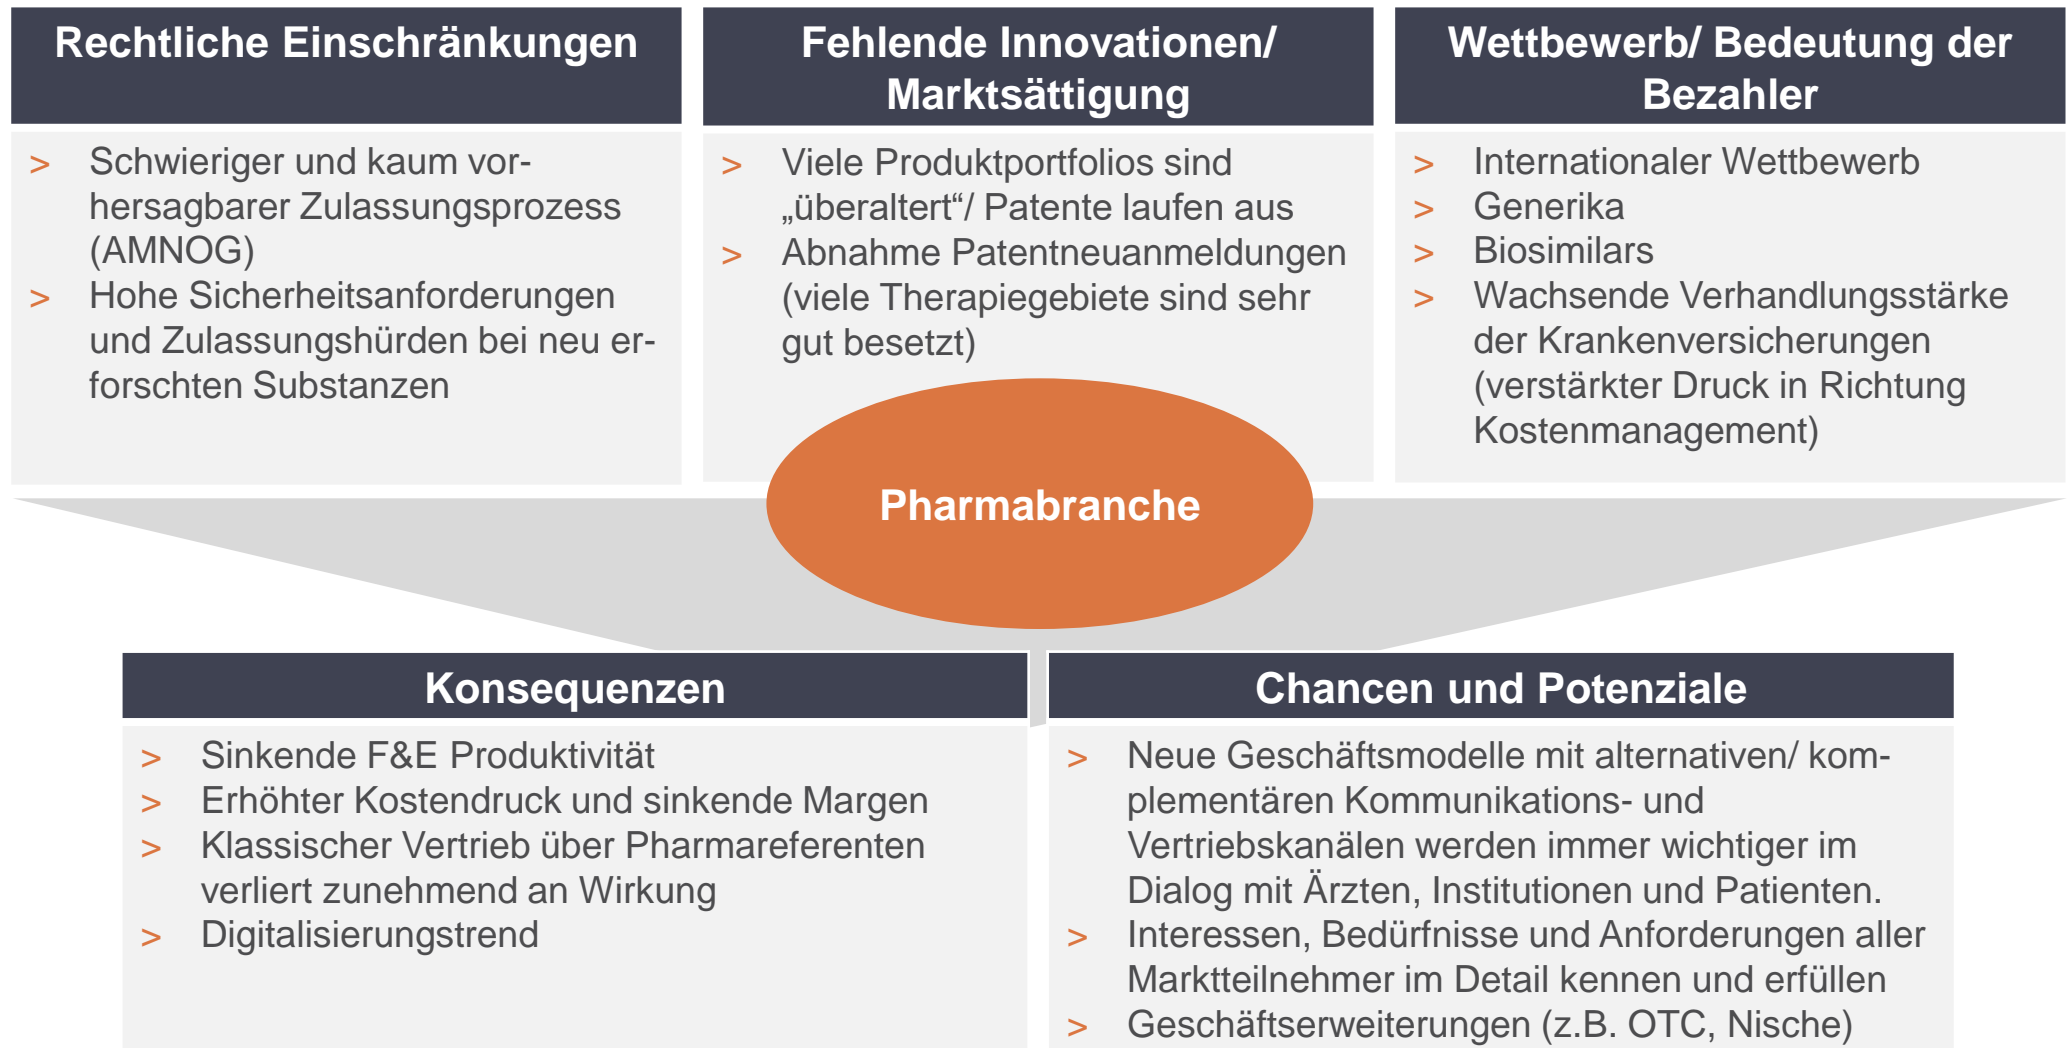 Rechtliche Einschränkungen
> Schwieriger und kaum vor-
hersagbarer Zulassungsprozess
(AMNOG)
> Hohe Sicherheitsanforderungen
und Zulassungshürden bei neu er-
forschten Substanzen
Fehlende Innovationen/
Marktsättigung
> Viele Produktportfolios sind
„überaltert“/ Patente laufen aus
> Abnahme Patentneuanmeldungen
(viele Therapiegebiete sind sehr
gut besetzt)
Wettbewerb/ Bedeutung der
Bezahler
> Internationaler Wettbewerb
> Generika
> Biosimilars
> Wachsende Verhandlungsstärke
der Krankenversicherungen
(verstärkter Druck in Richtung
Kostenmanagement)
Pharmabranche
Konsequenzen
> Sinkende F&E Produktivität
> Erhöhter Kostendruck und sinkende Margen
> Klassischer Vertrieb über Pharmareferenten
verliert zunehmend an Wirkung
> Digitalisierungstrend
Chancen und Potenziale
> Neue Geschäftsmodelle mit alternativen/ kom-
plementären Kommunikations- und
Vertriebskanälen werden immer wichtiger im
Dialog mit Ärzten, Institutionen und Patienten.
> Interessen, Bedürfnisse und Anforderungen aller
Marktteilnehmer im Detail kennen und erfüllen
> Geschäftserweiterungen (z.B. OTC, Nische)